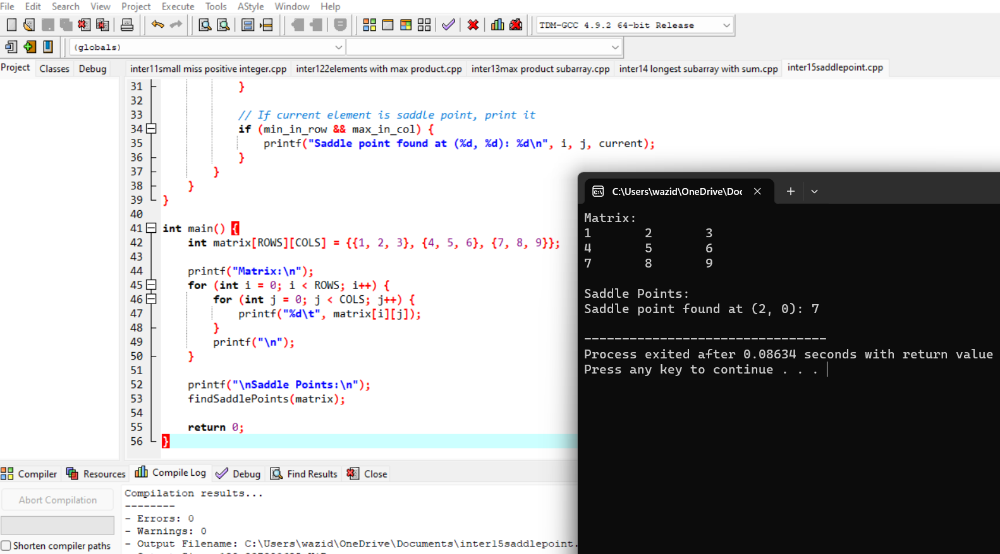 File Edit Search View Project Execute Tools AStyle Window Help
TDM-GCC 4.9.2 64-bit Release
(globals)
Project Classes Debug
inter11small miss positive integer.cpp inter122elements with max product.cpp inter13max product subarray.cpp inter14 longest subarray with sum.cpp inter15saddlepoint.cpp
31 }
32
33 // If current element is saddle point, print it
34 if (min_in_row && max_in_col) {
35 printf("Saddle point found at (%d, %d): %d\n", i, j, current);
36 }
37 }
38 }
39 }
40
41 int main() {
42 int matrix[ROWS][COLS] = {{1, 2, 3}, {4, 5, 6}, {7, 8, 9}};
43
44 printf("Matrix:\n");
45 for (int i = 0; i < ROWS; i++) {
46 for (int j = 0; j < COLS; j++) {
47 printf("%d\t", matrix[i][j]);
48 }
49 printf("\n");
50 }
51
52 printf("\nSaddle Points:\n");
53 findSaddlePoints(matrix);
54
55 return 0;
56 }
C:\Users\wazid\OneDrive\Doc
Matrix:
1 2 3
4 5 6
7 8 9
Saddle Points:
Saddle point found at (2, 0): 7
--------------------------------
Process exited after 0.08634 seconds with return value
Press any key to continue . . .
Compiler Resources Compile Log Debug Find Results Close
Abort Compilation
Shorten compiler paths
Compilation results...
--------
- Errors: 0
- Warnings: 0
- Output Filename: C:\Users\wazid\OneDrive\Documents\inter15saddlepoint.